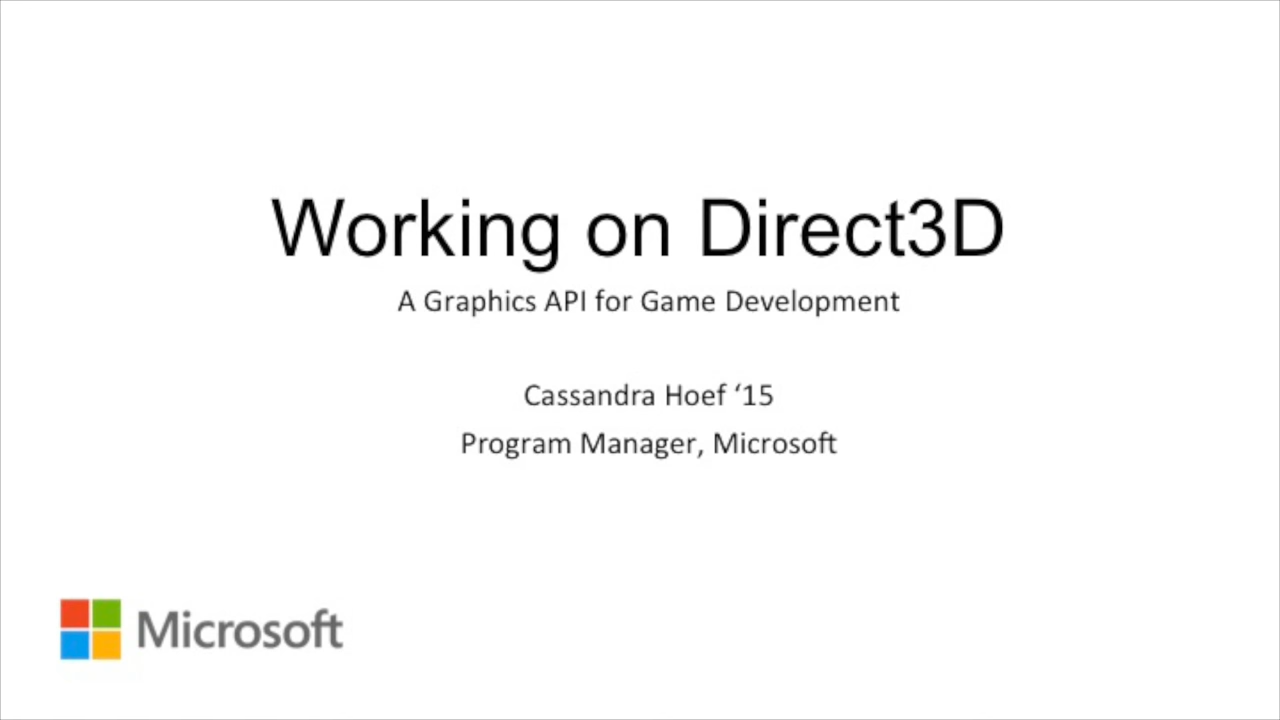 Working on Direct3D
A Graphics API for Game Development
Cassandra Hoef ‘15
Program Manager, Microsoft
Microsoft